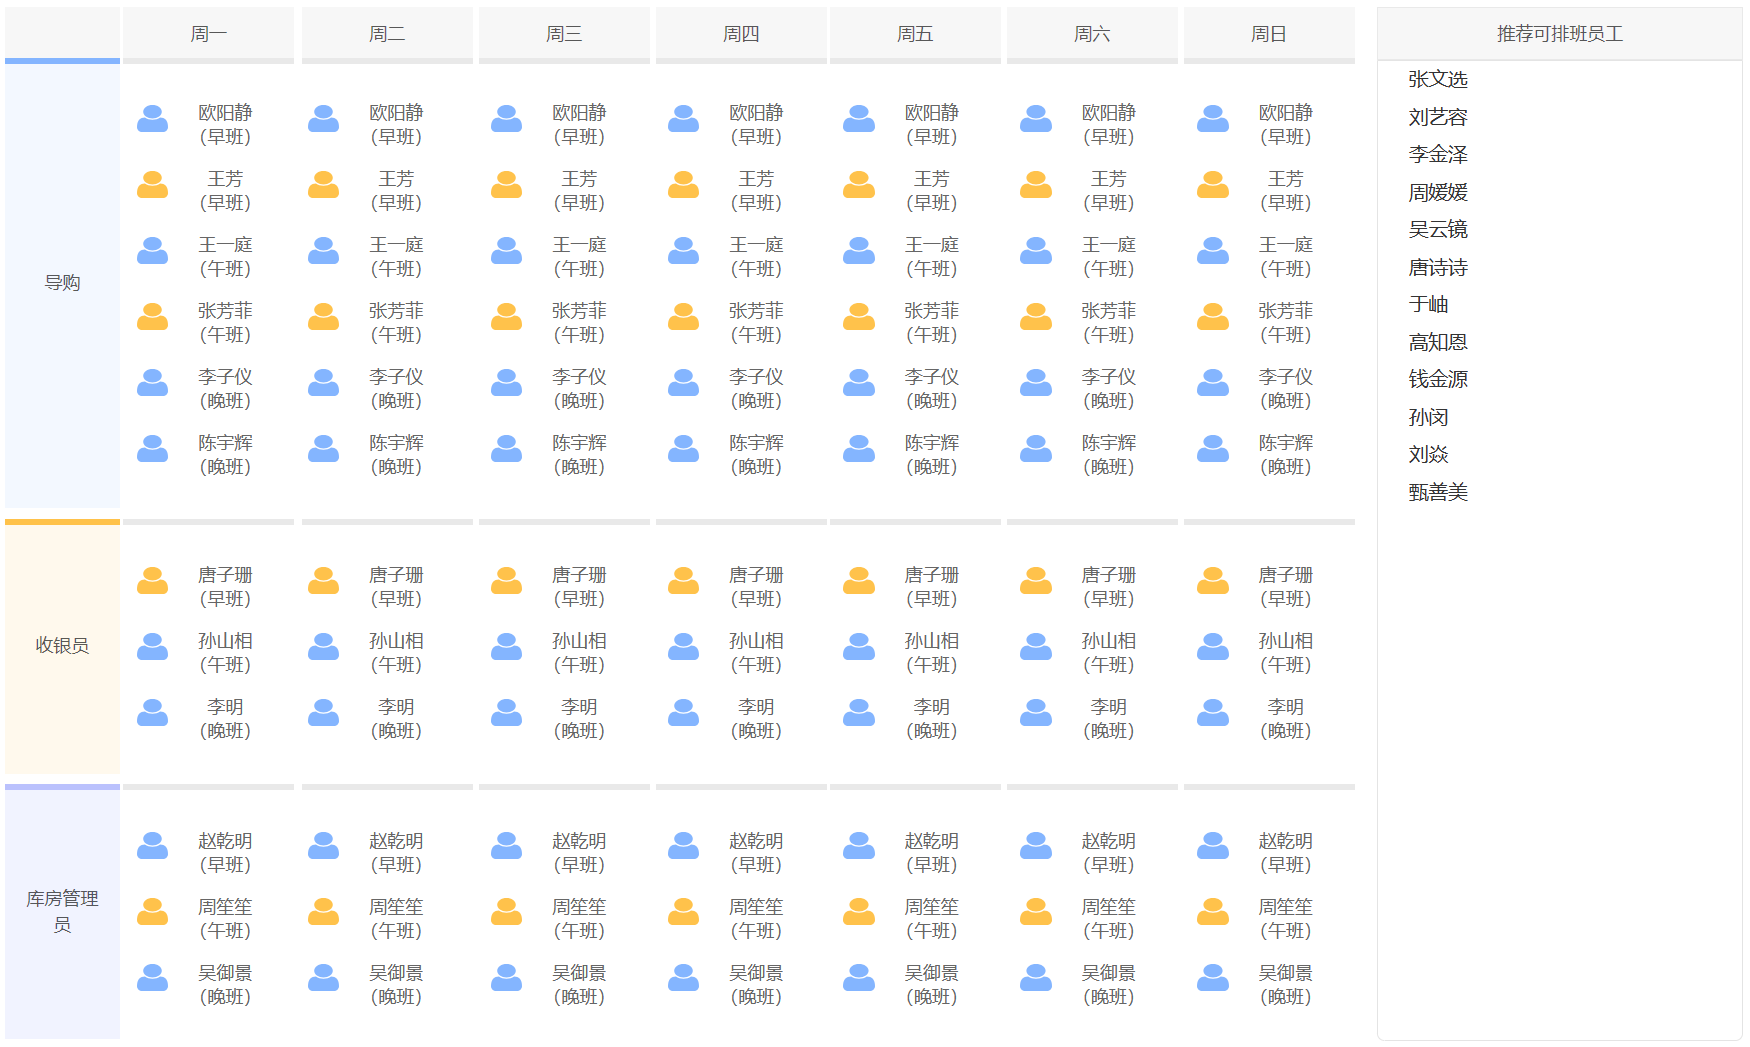 周一 周二 周三 周四 周五 周六 周日
导购
欧阳静 欧阳静 欧阳静 欧阳静 欧阳静 欧阳静 欧阳静
(早班) (早班) (早班) (早班) (早班) (早班) (早班)
王芳 王芳 王芳 王芳 王芳 王芳 王芳
(早班) (早班) (早班) (早班) (早班) (早班) (早班)
王一庭 王一庭 王一庭 王一庭 王一庭 王一庭 王一庭
(午班) (午班) (午班) (午班) (午班) (午班) (午班)
张芳菲 张芳菲 张芳菲 张芳菲 张芳菲 张芳菲 张芳菲
(午班) (午班) (午班) (午班) (午班) (午班) (午班)
李子仪 李子仪 李子仪 李子仪 李子仪 李子仪 李子仪
(晚班) (晚班) (晚班) (晚班) (晚班) (晚班) (晚班)
陈宇辉 陈宇辉 陈宇辉 陈宇辉 陈宇辉 陈宇辉 陈宇辉
(晚班) (晚班) (晚班) (晚班) (晚班) (晚班) (晚班)
收银员
唐子珊 唐子珊 唐子珊 唐子珊 唐子珊 唐子珊 唐子珊
(早班) (早班) (早班) (早班) (早班) (早班) (早班)
孙山相 孙山相 孙山相 孙山相 孙山相 孙山相 孙山相
(午班) (午班) (午班) (午班) (午班) (午班) (午班)
李明 李明 李明 李明 李明 李明 李明
(晚班) (晚班) (晚班) (晚班) (晚班) (晚班) (晚班)
库房管理
员
赵乾明 赵乾明 赵乾明 赵乾明 赵乾明 赵乾明 赵乾明
(早班) (早班) (早班) (早班) (早班) (早班) (早班)
周笙笙 周笙笙 周笙笙 周笙笙 周笙笙 周笙笙 周笙笙
(午班) (午班) (午班) (午班) (午班) (午班) (午班)
吴御景 吴御景 吴御景 吴御景 吴御景 吴御景 吴御景
(晚班) (晚班) (晚班) (晚班) (晚班) (晚班) (晚班)
推荐可排班员工
张文选
刘艺容
李金泽
周媛媛
吴云镜
唐诗诗
于岫
高知恩
钱金源
孙闵
刘焱
甄善美